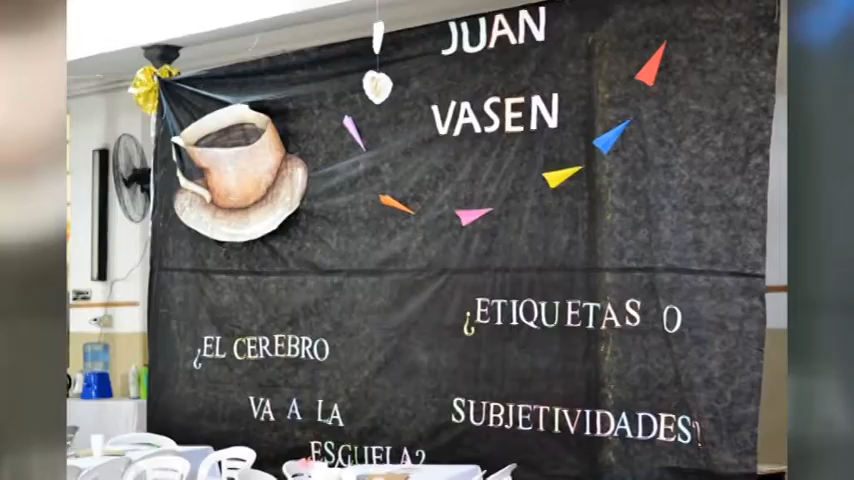 JUAN
VASEN
¿EL CEREBRO
VA A LA
ESCUELA?
¿ETIQUETAS O
SUBJETIVIDADES?